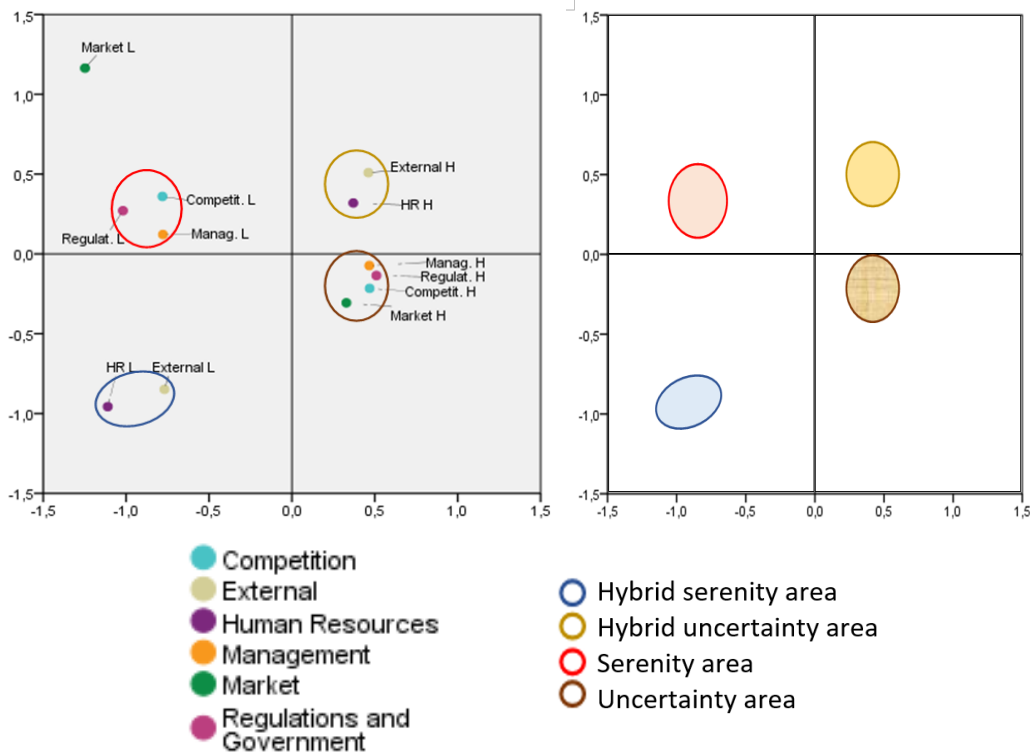 1,5
Market L
1,0
0,5
External H
Competit. L
HR H
Regulat. L
Manag. L
0,0
Manag. H
Regulat. H
Competit. H
Market H
-0,5
HR L
External L
-1,0
-1,5
-1,5
-1,0
-0,5
0,0
0,5
1,0
1,5
1,5
1,0
0,5
0,0
-0,5
-1,0
-1,5
-1,5
-1,0
-0,5
0,0
0,5
1,0
1,5
Competition
External
Human Resources
Management
Market
Regulations and
Government
Hybrid serenity area
Hybrid uncertainty area
Serenity area
Uncertainty area